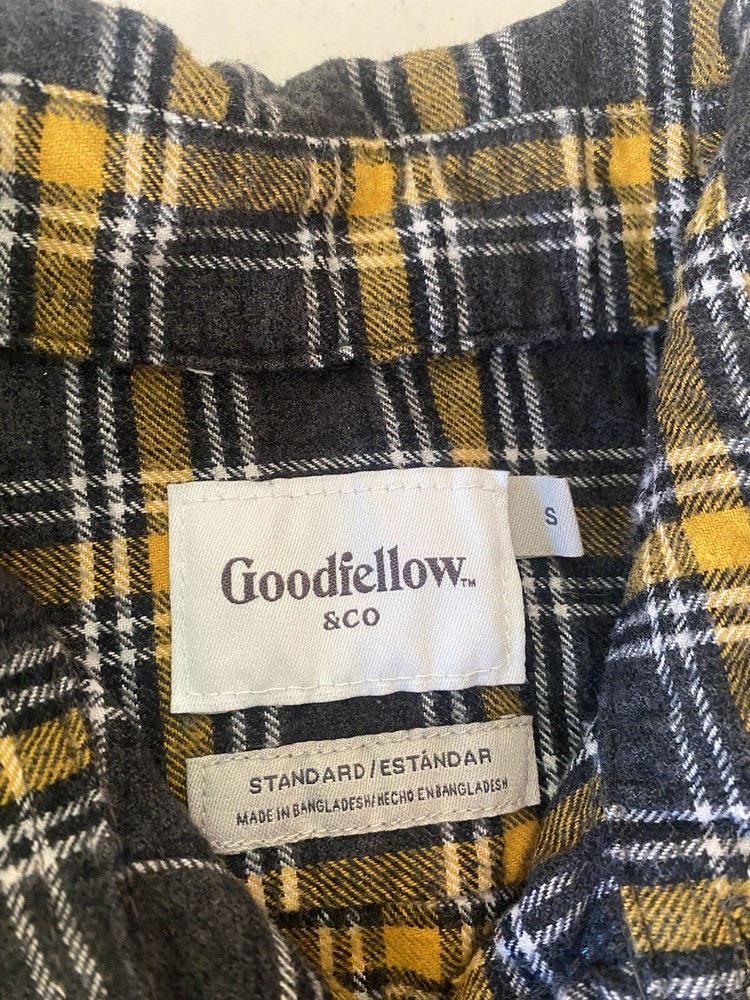 Goodfellow™
&CO
S
STANDARD/ESTÁNDAR
MADE IN BANGLADESH/HECHO EN BANGLADESH